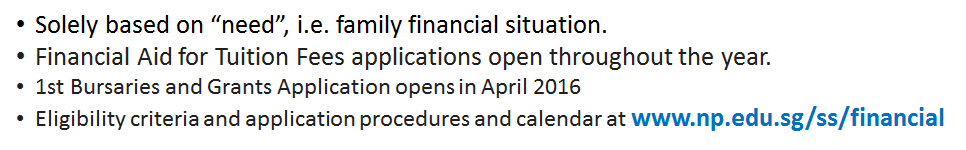 • Solely based on “need”, i.e. family financial situation.
• Financial Aid for Tuition Fees applications open throughout the year.
• 1st Bursaries and Grants Application opens in April 2016
• Eligibility criteria and application procedures and calendar at www.np.edu.sg/ss/financial